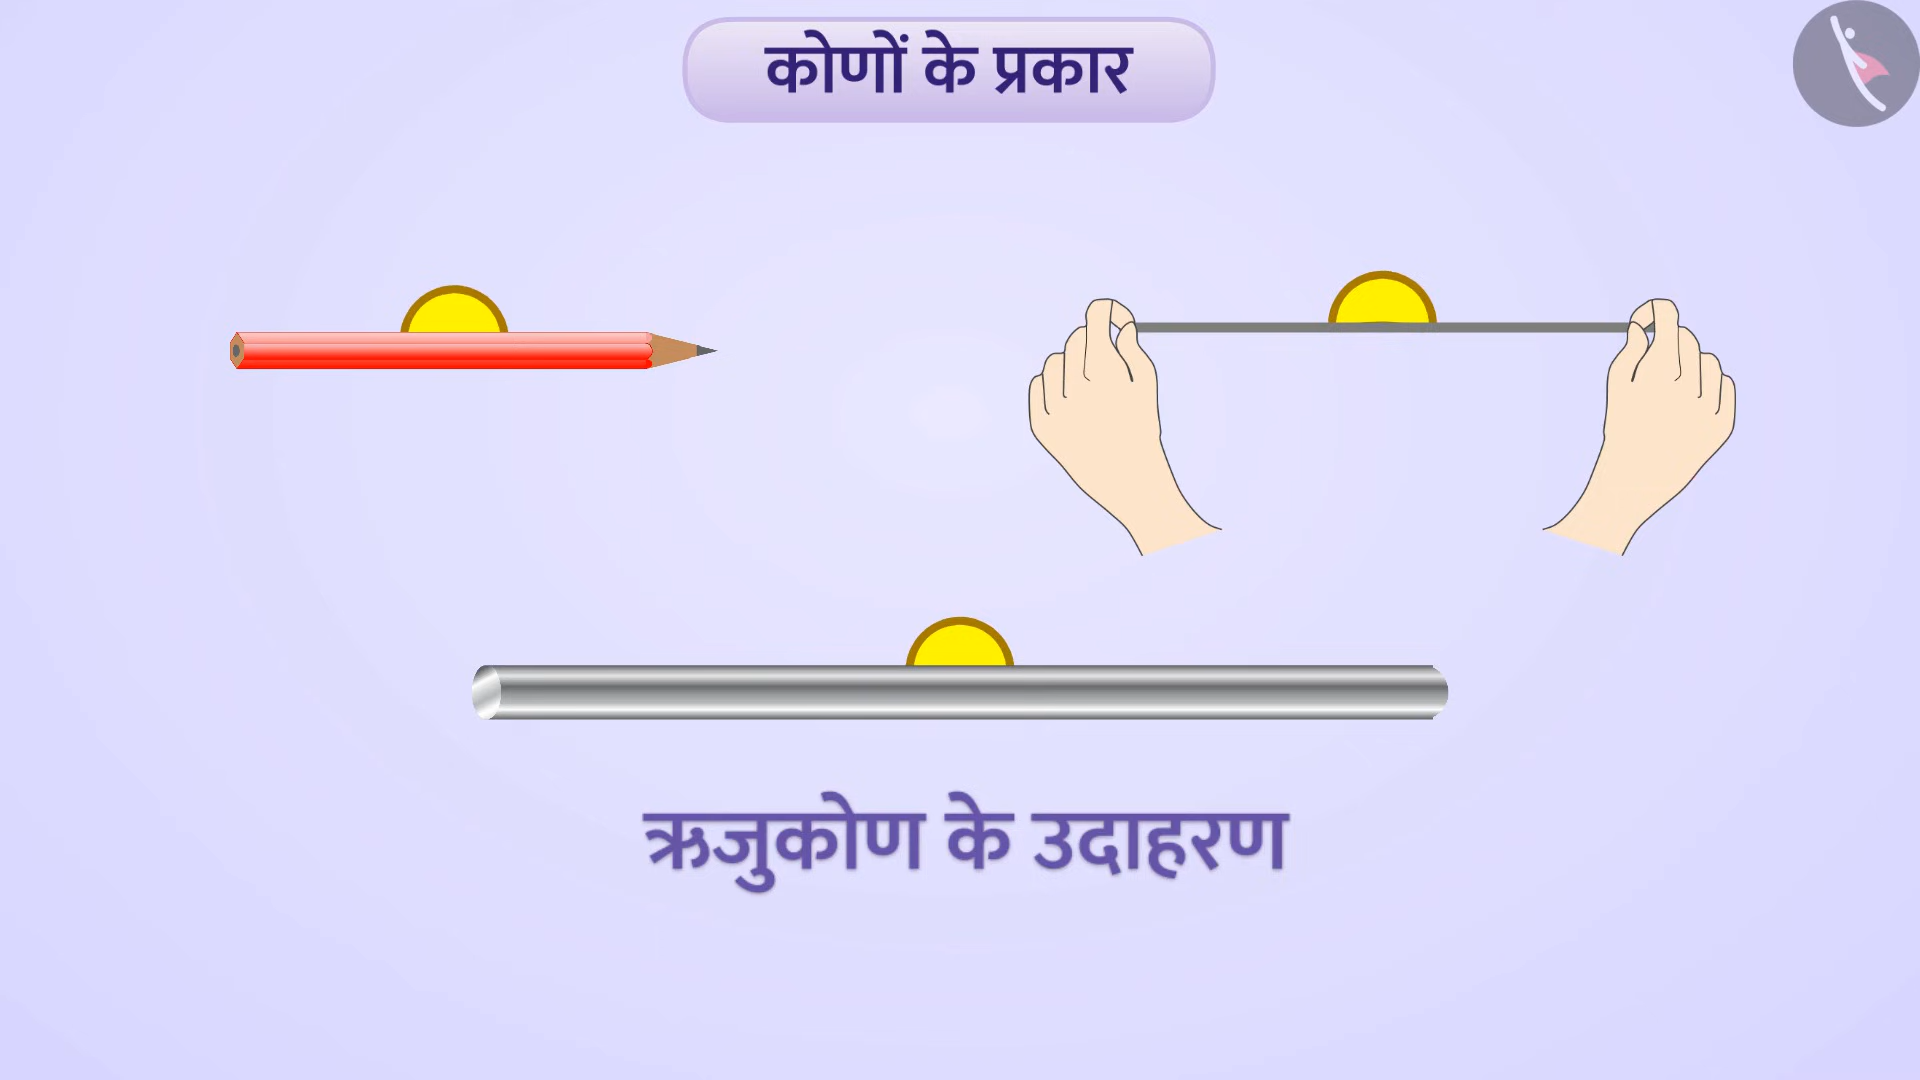 कोणों के प्रकार
ऋजुकोण के उदाहरण